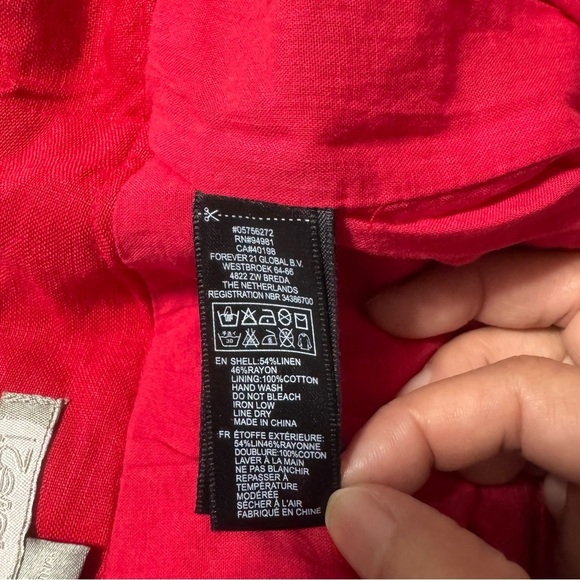 #05756272
RN#94981
CA#40198
FOREVER 21 GLOBAL B.V.
WESTBROEK 64-66
4822 ZW BREDA
THE NETHERLANDS
REGISTRATION NBR 34386700
30
EN SHELL:54%LINEN
46%RAYON
LINING:100%COTTON
HAND WASH
DO NOT BLEACH
IRON LOW
LINE DRY
MADE IN CHINA
FR ÉTOFFE EXTÉRIEURE:
54%LIN46%RAYONNE
DOUBLURE:100%COTON
LAVER À LA MAIN
NE PAS BLANCHIR
REPASSER À
TEMPÉRATURE
MODÉRÉE
SÉCHER À L'AIR
FABRIQUÉ EN CHINE